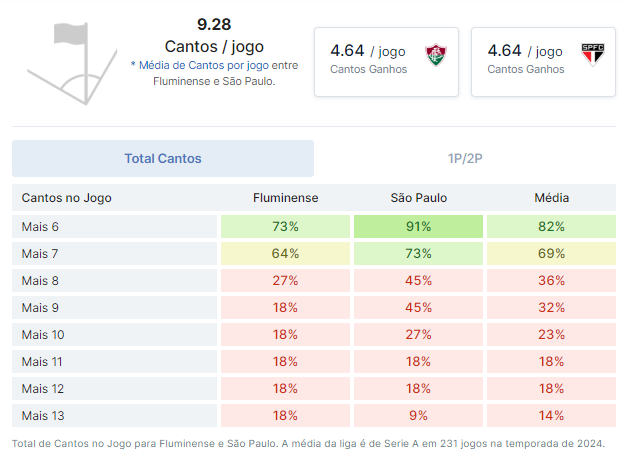 9.28
Cantos / jogo
* Média de Cantos por jogo entre
Fluminense e São Paulo.
4.64 / jogo
Cantos Ganhos
4.64 / jogo
Cantos Ganhos
SPFC
Total Cantos 1P/2P
Cantos no Jogo Fluminense São Paulo Média
Mais 6 73% 91% 82%
Mais 7 64% 73% 69%
Mais 8 27% 45% 36%
Mais 9 18% 45% 32%
Mais 10 18% 27% 23%
Mais 11 18% 18% 18%
Mais 12 18% 18% 18%
Mais 13 18% 9% 14%
Total de Cantos no Jogo para Fluminense e São Paulo. A média da liga é de Serie A em 231 jogos na temporada de 2024.